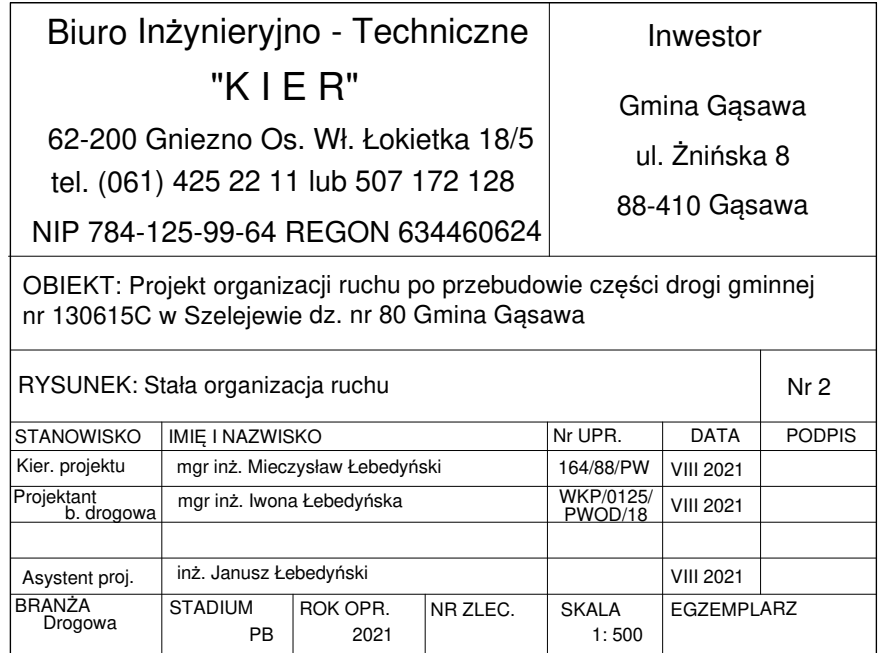 Biuro Inżynieryjno - Techniczne
"K I E R"
62-200 Gniezno Os. Wł. Łokietka 18/5
tel. (061) 425 22 11 lub 507 172 128
NIP 784-125-99-64 REGON 634460624
Inwestor
Gmina Gąsawa
ul. Żnińska 8
88-410 Gąsawa
OBIEKT: Projekt organizacji ruchu po przebudowie części drogi gminnej
nr 130615C w Szelejewie dz. nr 80 Gmina Gąsawa
RYSUNEK: Stała organizacja ruchu Nr 2
STANOWISKO IMIĘ I NAZWISKO Nr UPR. DATA PODPIS
Kier. projektu mgr inż. Mieczysław Łebedyński 164/88/PW VIII 2021
Projektant
b. drogowa mgr inż. Iwona Łebedyńska WKP/0125/
PWOD/18 VIII 2021
Asystent proj. inż. Janusz Łebedyński VIII 2021
BRANŻA
Drogowa
STADIUM
PB
ROK OPR.
2021
NR ZLEC.
SKALA
1: 500
EGZEMPLARZ